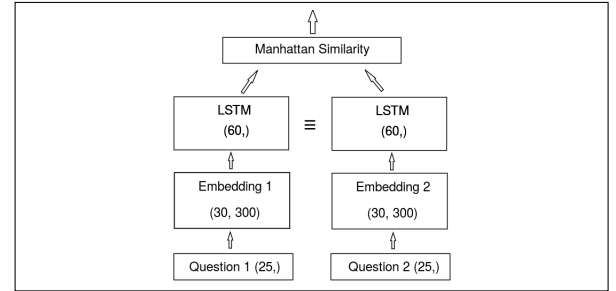 Manhattan Similarity
LSTM
(60,)
≡
LSTM
(60,)
Embedding 1
(30, 300)
Embedding 2
(30, 300)
Question 1 (25,)
Question 2 (25,)